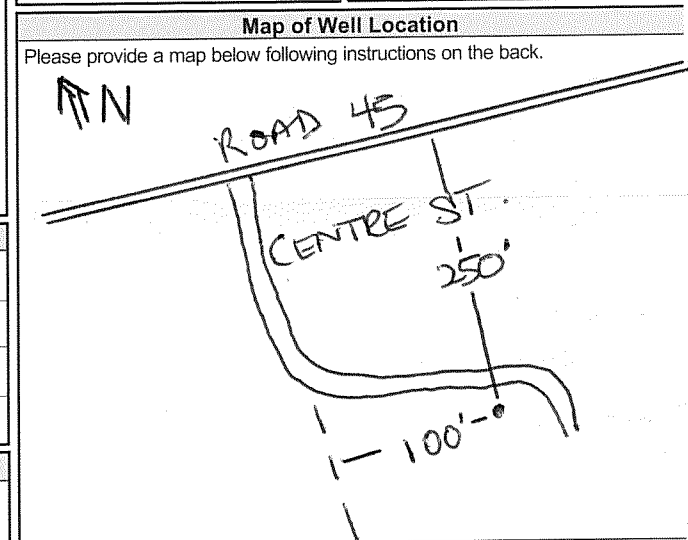 Map of Well Location
Please provide a map below following instructions on the back.
N
ROAD 45
CENTRE ST.
250'
100'